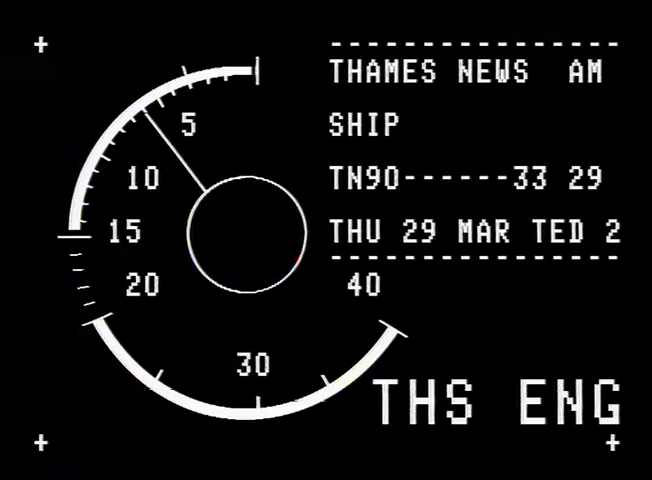 ----------------
THAMES NEWS  AM
SHIP
TN90------33 29
THU 29 MAR TED 2
----------------
5
10
15
20
40
30
THS ENG